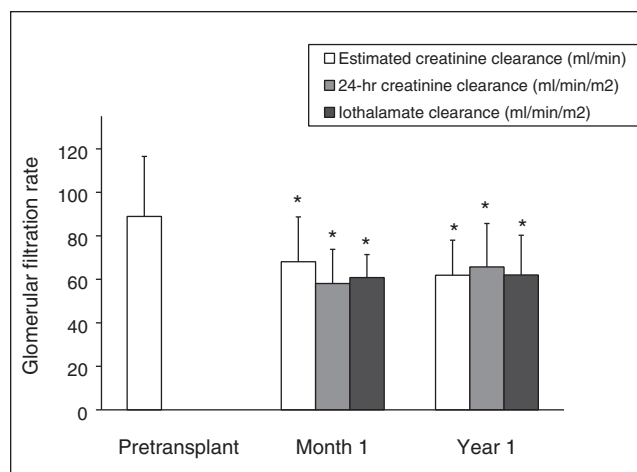 Estimated creatinine clearance (ml/min)
24-hr creatinine clearance (ml/min/m2)
Iothalamate clearance (ml/min/m2)
Glomerular filtration rate
120
100
80
60
40
20
0
* * *
* * *
Pretransplant Month 1 Year 1